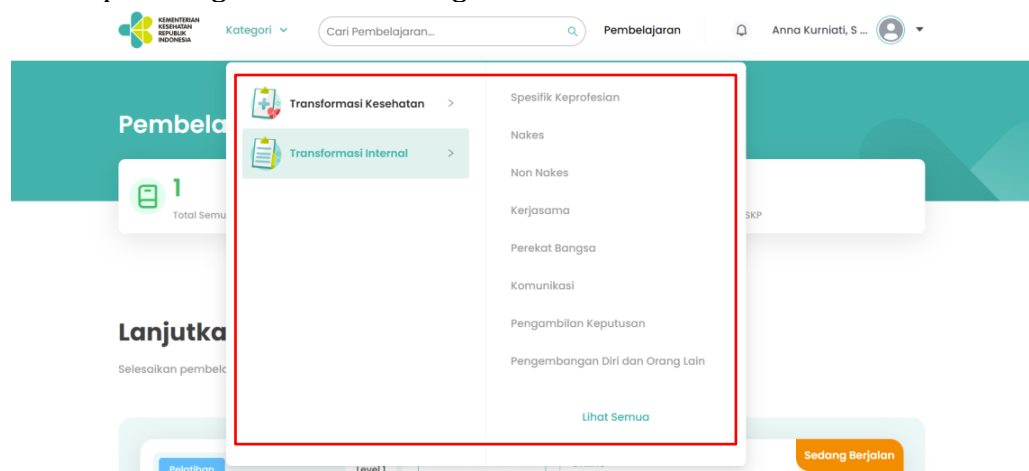 KEMENTERIAN
KESEHATAN
REPUBLIK
INDONESIA
Kategori
Cari Pembelajaran...
Pembelajaran
Anna Kurniati, S ...
Transformasi Kesehatan
Transformasi Internal
Spesifik Keprofesian
Nakes
Non Nakes
Kerjasama
Perekat Bangsa
Komunikasi
Pengambilan Keputusan
Pengembangan Diri dan Orang Lain
Lihat Semua
Pembela
1
Total Semu
SKP
Lanjutka
Selesaikan pembela
Pelatihan
Level 1
Sedang Berjalan